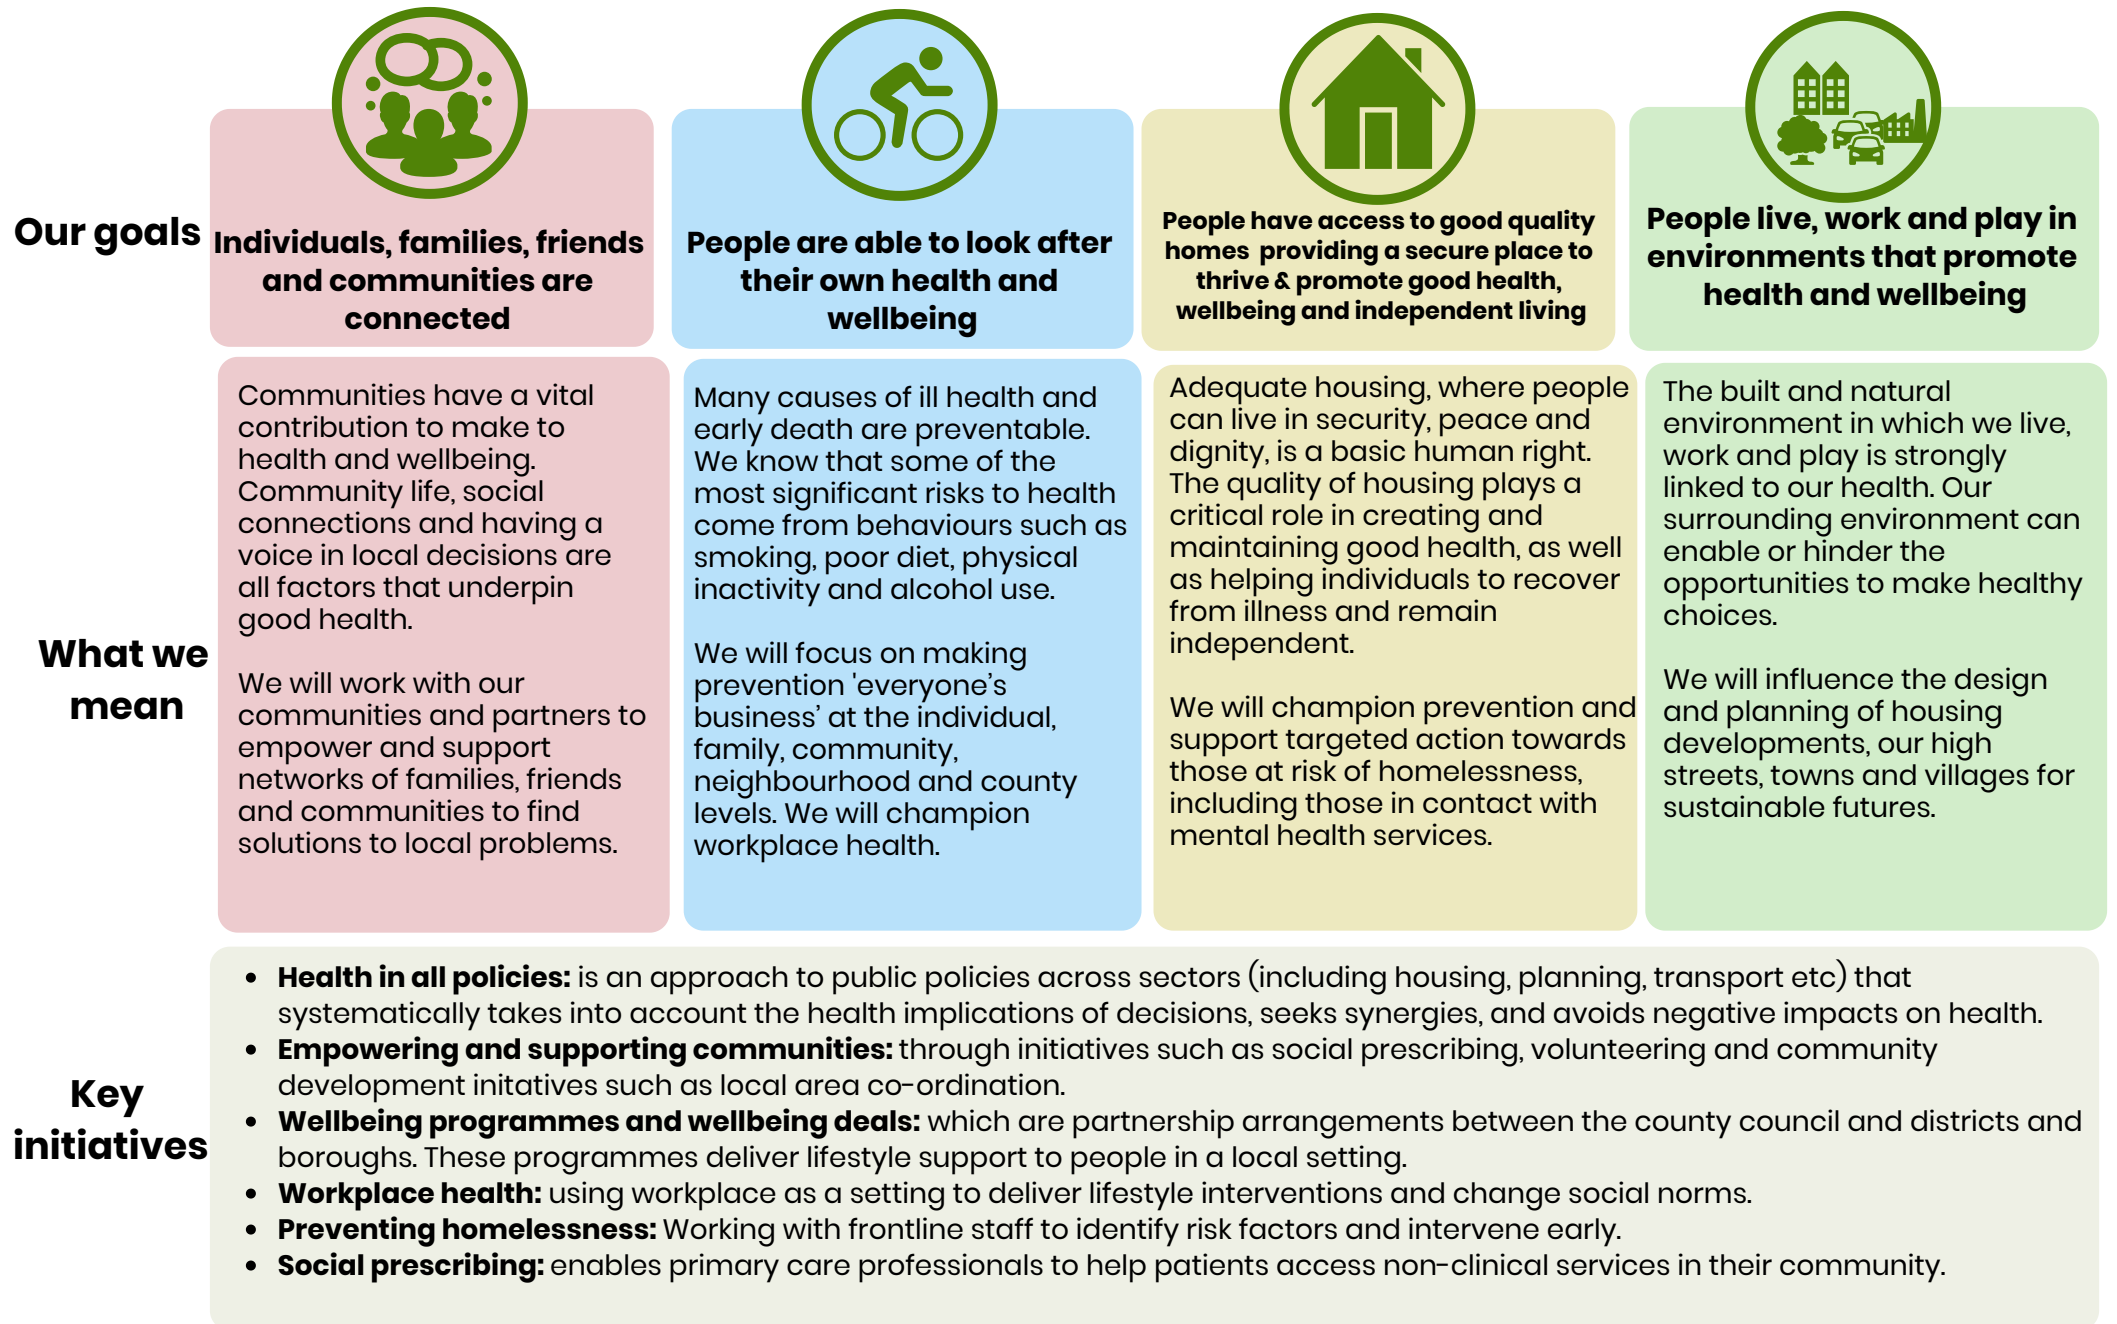 Our goals
Individuals, families, friends
and communities are
connected
People are able to look after
their own health and
wellbeing
People have access to good quality
homes providing a secure place to
thrive & promote good health,
wellbeing and independent living
People live, work and play in
environments that promote
health and wellbeing
What we
mean
Communities have a vital
contribution to make to
health and wellbeing.
Community life, social
connections and having a
voice in local decisions are
all factors that underpin
good health.
We will work with our
communities and partners to
empower and support
networks of families, friends
and communities to find
solutions to local problems.
Many causes of ill health and
early death are preventable.
We know that some of the
most significant risks to health
come from behaviours such as
smoking, poor diet, physical
inactivity and alcohol use.
We will focus on making
prevention 'everyone’s
business’ at the individual,
family, community,
neighbourhood and county
levels. We will champion
workplace health.
Adequate housing, where people
can live in security, peace and
dignity, is a basic human right.
The quality of housing plays a
critical role in creating and
maintaining good health, as well
as helping individuals to recover
from illness and remain
independent.
We will champion prevention and
support targeted action towards
those at risk of homelessness,
including those in contact with
mental health services.
The built and natural
environment in which we live,
work and play is strongly
linked to our health. Our
surrounding environment can
enable or hinder the
opportunities to make healthy
choices.
We will influence the design
and planning of housing
developments, our high
streets, towns and villages for
sustainable futures.
Key
initiatives
• Health in all policies: is an approach to public policies across sectors (including housing, planning, transport etc) that
systematically takes into account the health implications of decisions, seeks synergies, and avoids negative impacts on health.
• Empowering and supporting communities: through initiatives such as social prescribing, volunteering and community
development initatives such as local area co-ordination.
• Wellbeing programmes and wellbeing deals: which are partnership arrangements between the county council and districts and
boroughs. These programmes deliver lifestyle support to people in a local setting.
• Workplace health: using workplace as a setting to deliver lifestyle interventions and change social norms.
• Preventing homelessness: Working with frontline staff to identify risk factors and intervene early.
• Social prescribing: enables primary care professionals to help patients access non-clinical services in their community.